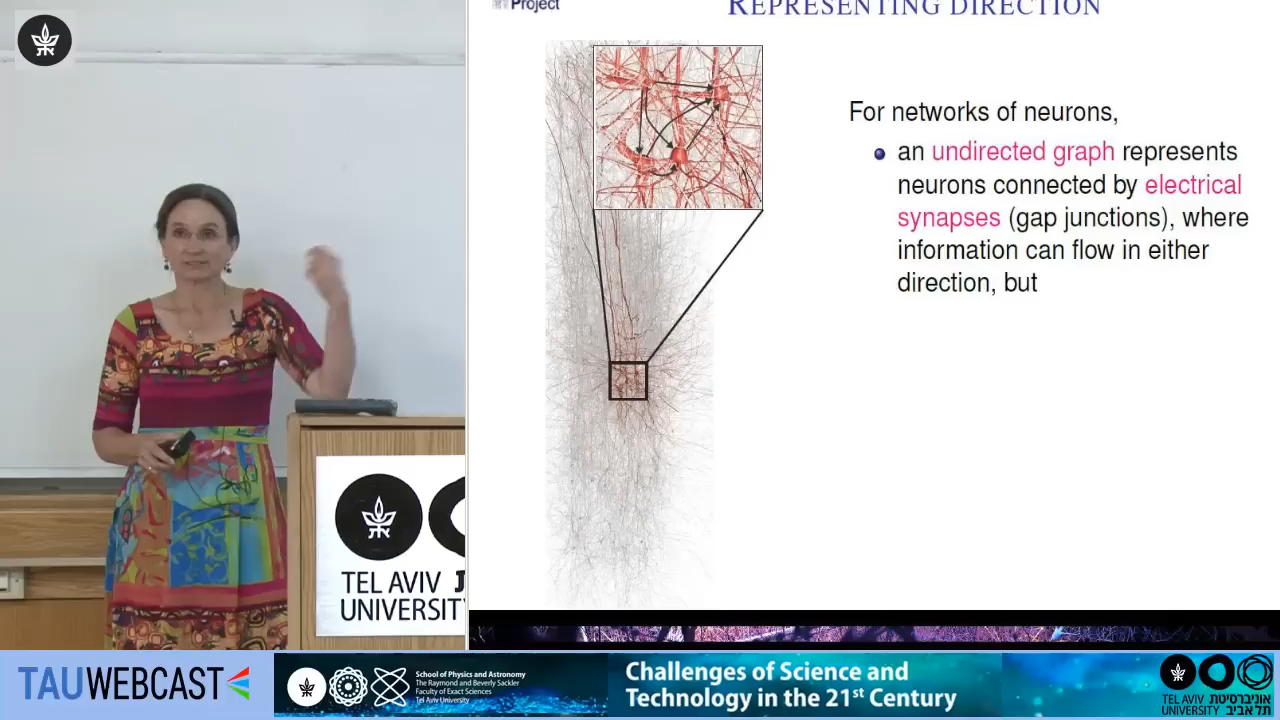 Project
REPRESENTING DIRECTION
For networks of neurons,
an undirected graph represents
neurons connected by electrical
synapses (gap junctions), where
information can flow in either
direction, but
TEL AVIV
UNIVERSITY
TAUWEBCAST
School of Physics and Astronomy
The Raymond and Beverly Sackler
Faculty of Exact Sciences
Tel Aviv University
Challenges of Science and
Technology in the 21st Century
TEL AVIV אוניברסיטת
UNIVERSITY תל אביב